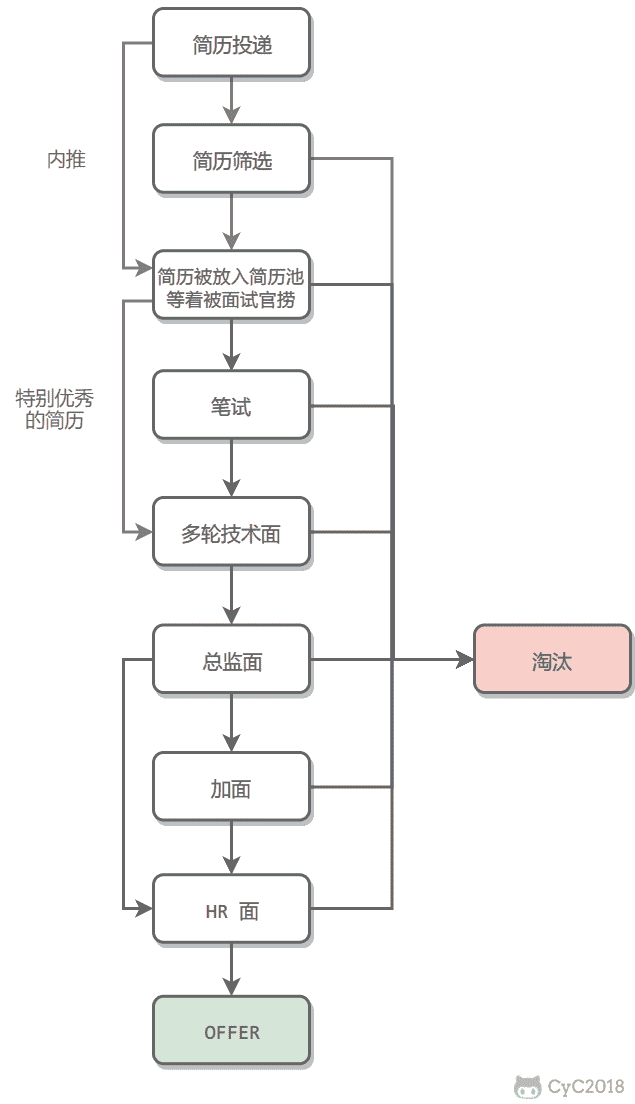 简历投递
内推
简历筛选
简历被放入简历池
等着被面试官捞
特别优秀
的简历
笔试
多轮技术面
总监面
淘汰
加面
HR 面
OFFER
CyC2018